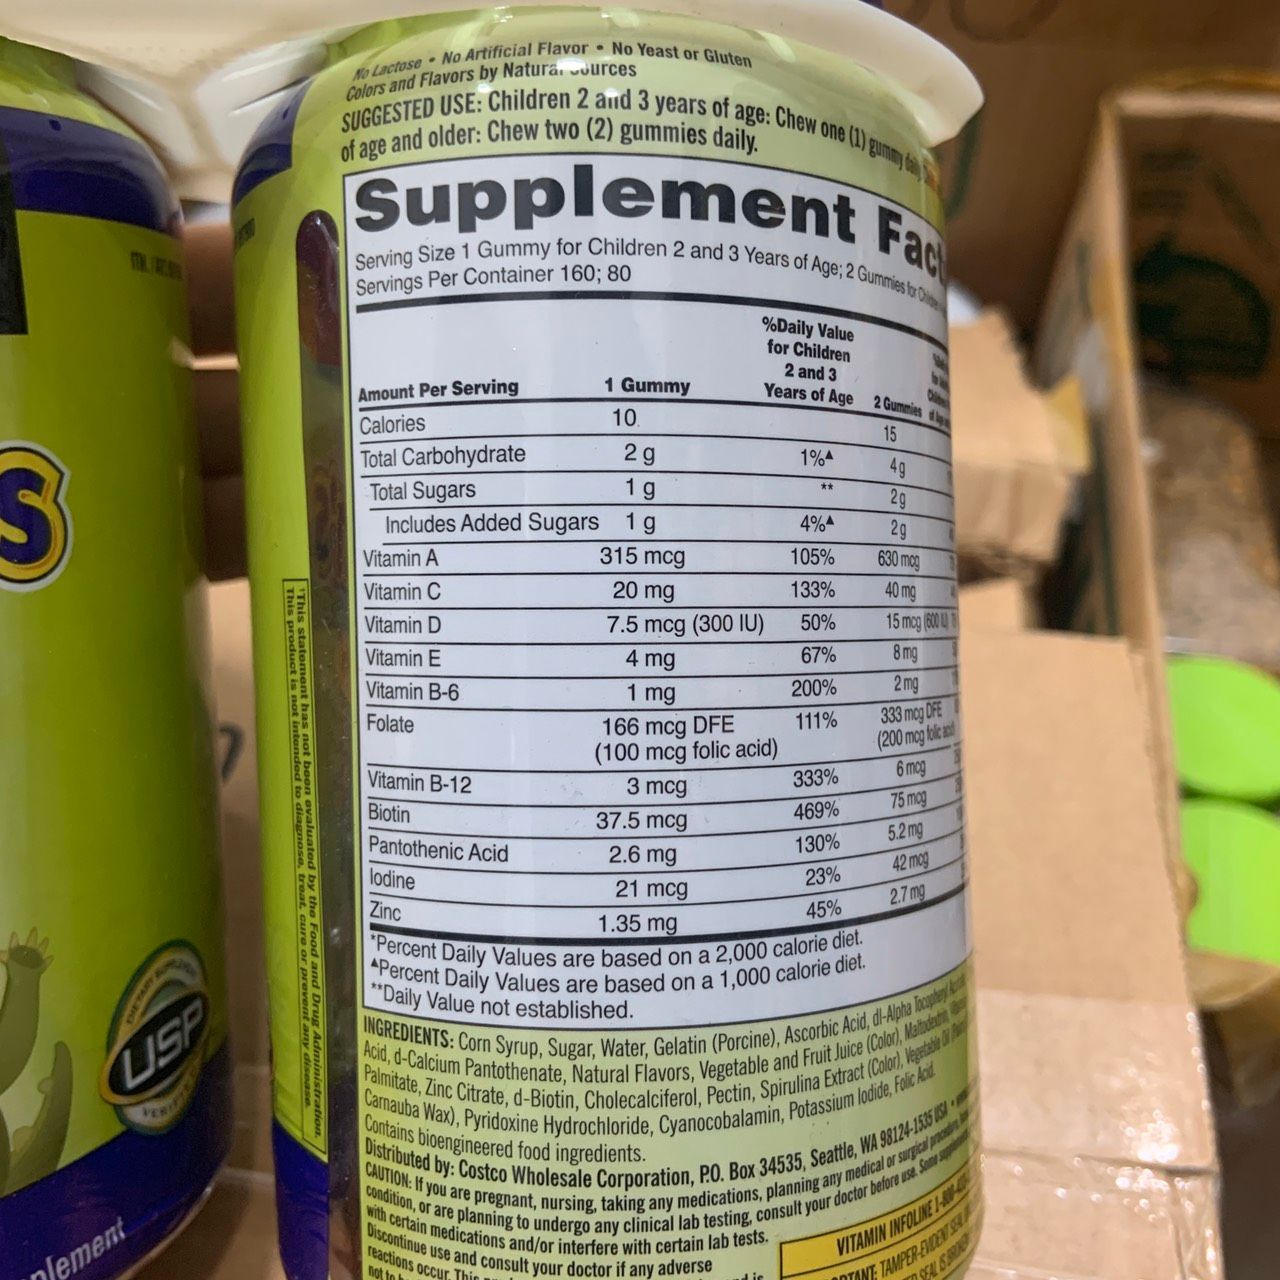 No Lactose • No Artificial Flavor • No Yeast or Gluten
Colors and Flavors by Natural Sources
SUGGESTED USE: Children 2 and 3 years of age: Chew one (1) gummy daily
of age and older: Chew two (2) gummies daily.
Supplement Fact
Serving Size 1 Gummy for Children 2 and 3 Years of Age; 2 Gummies for
Servings Per Container 160; 80
%Daily Value
for Children
2 and 3
Years of Age
Amount Per Serving 1 Gummy 2 Gummies
Calories 10 15
Total Carbohydrate 2 g 1%▲ 4 g
Total Sugars 1 g ** 2 g
Includes Added Sugars 1 g 4%▲ 2 g
Vitamin A 315 mcg 105% 630 mcg
Vitamin C 20 mg 133% 40 mg
Vitamin D 7.5 mcg (300 IU) 50% 15 mcg (600 IU)
Vitamin E 4 mg 67% 8 mg
Vitamin B-6 1 mg 200% 2 mg
Folate 166 mcg DFE 111% 333 mcg DFE
(100 mcg folic acid) (200 mcg folic acid)
Vitamin B-12 3 mcg 333% 6 mcg
Biotin 37.5 mcg 469% 75 mcg
Pantothenic Acid 2.6 mg 130% 5.2 mg
Iodine 21 mcg 23% 42 mcg
Zinc 1.35 mg 45% 2.7 mg
*Percent Daily Values are based on a 2,000 calorie diet.
▲Percent Daily Values are based on a 1,000 calorie diet.
**Daily Value not established.
INGREDIENTS: Corn Syrup, Sugar, Water, Gelatin (Porcine), Ascorbic Acid, dl-Alpha Tocopheryl
Acid, d-Calcium Pantothenate, Natural Flavors, Vegetable and Fruit Juice (Color), Maltodextrin,
Palmitate, Zinc Citrate, d-Biotin, Cholecalciferol, Pectin, Spirulina Extract (Color), Vegetable Oil
Carnauba Wax), Pyridoxine Hydrochloride, Cyanocobalamin, Potassium Iodide, Folic Acid.
Contains bioengineered food ingredients.
Distributed by: Costco Wholesale Corporation, P.O. Box 34535, Seattle, WA 98124-1535 USA •
CAUTION: If you are pregnant, nursing, taking any medications, planning any medical or surgical procedure,
condition, or are planning to undergo any clinical lab testing, consult your doctor before use. Some
with certain medications and/or interfere with certain lab tests.
Discontinue use and consult your doctor if any adverse
reactions occur. This
not to
VITAMIN INFOLINE 1-800-
TAMPER-EVIDENT SEAL
SEAL IS
†This statement has not been evaluated by the Food and Drug Administration.
This product is not intended to diagnose, treat, cure or prevent any disease.
S
DIETARY SUPPLEMENT
USP
VERIFIED
plement